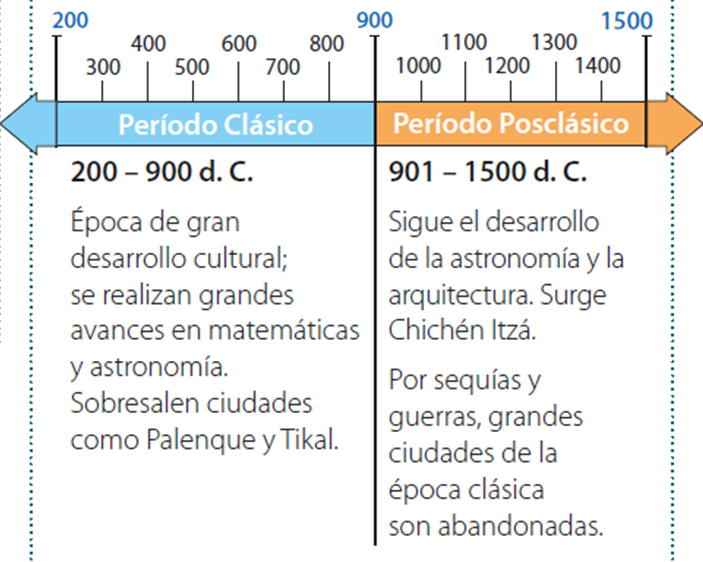 200 900 1500
400 600 800 1100 1300
300 500 700 1000 1200 1400
Período Clásico Período Posclásico
200 – 900 d. C.
Época de gran
desarrollo cultural;
se realizan grandes
avances en matemáticas
y astronomía.
Sobresalen ciudades
como Palenque y Tikal.
901 – 1500 d. C.
Sigue el desarrollo
de la astronomía y la
arquitectura. Surge
Chichén Itzá.
Por sequías y
guerras, grandes
ciudades de la
época clásica
son abandonadas.